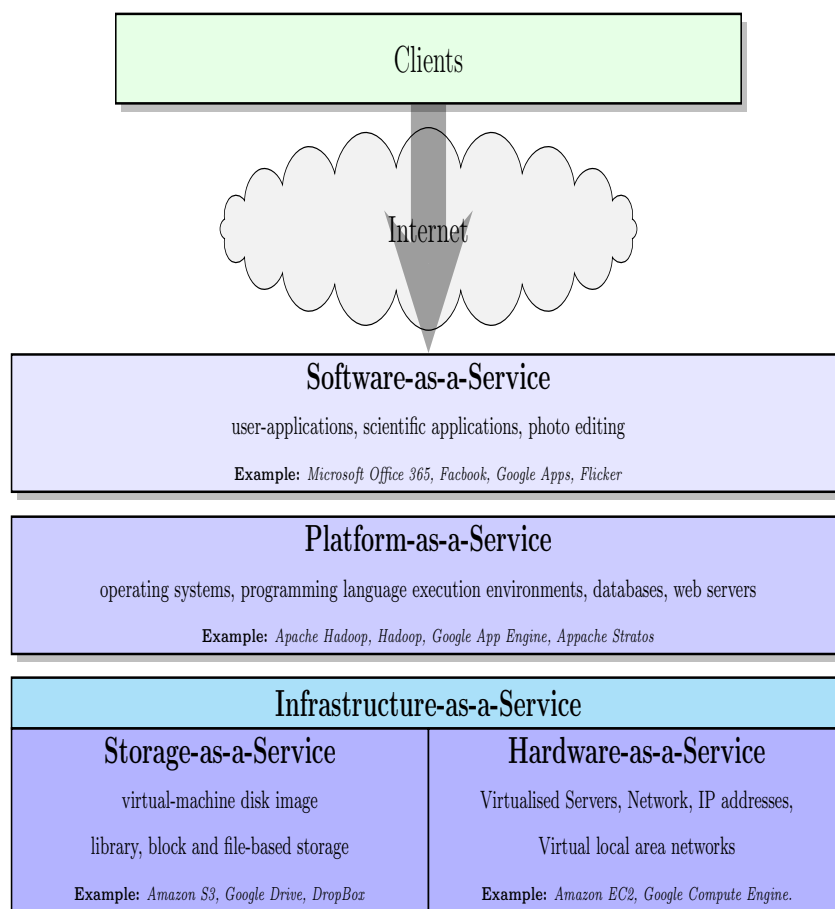 Clients
Internet
Software-as-a-Service
user-applications, scientific applications, photo editing
Example: Microsoft Office 365, Facbook, Google Apps, Flicker
Platform-as-a-Service
operating systems, programming language execution environments, databases, web servers
Example: Apache Hadoop, Hadoop, Google App Engine, Appache Stratos
Infrastructure-as-a-Service
Storage-as-a-Service
virtual-machine disk image
library, block and file-based storage
Example: Amazon S3, Google Drive, DropBox
Hardware-as-a-Service
Virtualised Servers, Network, IP addresses,
Virtual local area networks
Example: Amazon EC2, Google Compute Engine.